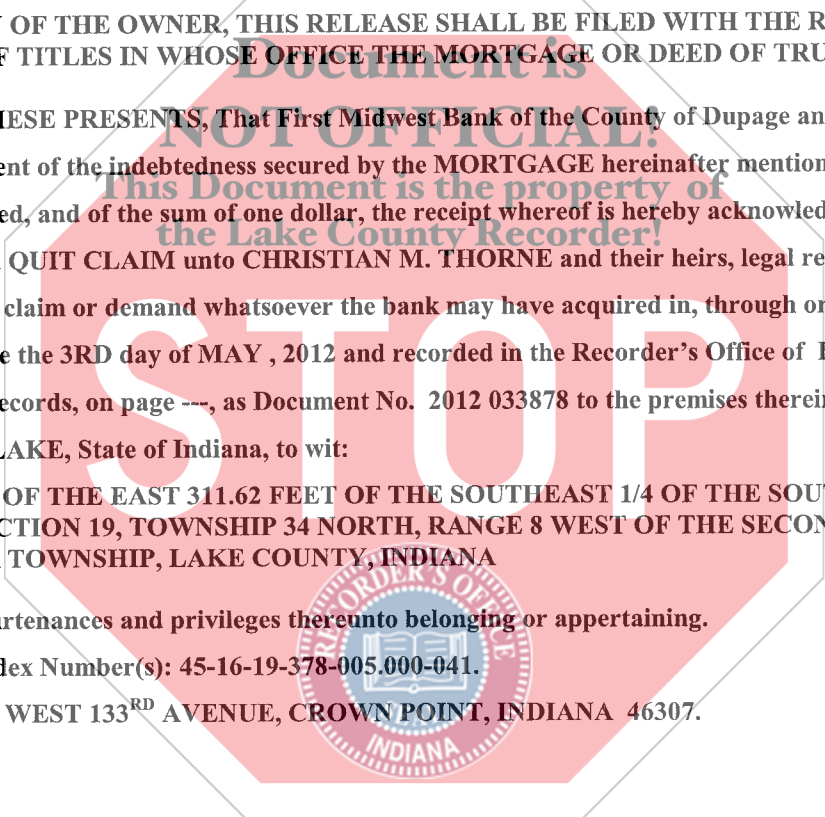 OF THE OWNER, THIS RELEASE SHALL BE FILED WITH THE R
F TITLES IN WHOSE OFFICE THE MORTGAGE OR DEED OF TRU
Document is
NOT OFFICIAL!
This Document is the property of
the Lake County Recorder!
IESE PRESENTS, That First Midwest Bank of the County of Dupage an
ent of the indebtedness secured by the MORTGAGE hereinafter mention
ed, and of the sum of one dollar, the receipt whereof is hereby acknowled
QUIT CLAIM unto CHRISTIAN M. THORNE and their heirs, legal re
claim or demand whatsoever the bank may have acquired in, through or
e the 3RD day of MAY , 2012 and recorded in the Recorder's Office of
ecords, on page ---, as Document No. 2012 033878 to the premises therein
LAKE, State of Indiana, to wit:
STOP
OF THE EAST 311.62 FEET OF THE SOUTHEAST 1/4 OF THE SOU
CTION 19, TOWNSHIP 34 NORTH, RANGE 8 WEST OF THE SECON
TOWNSHIP, LAKE COUNTY, INDIANA
rtenances and privileges thereunto belonging or appertaining.
dex Number(s): 45-16-19-378-005.000-041.
WEST 133RD AVENUE, CROWN POINT, INDIANA 46307.
RECORDER'S OFFICE
INDIANA